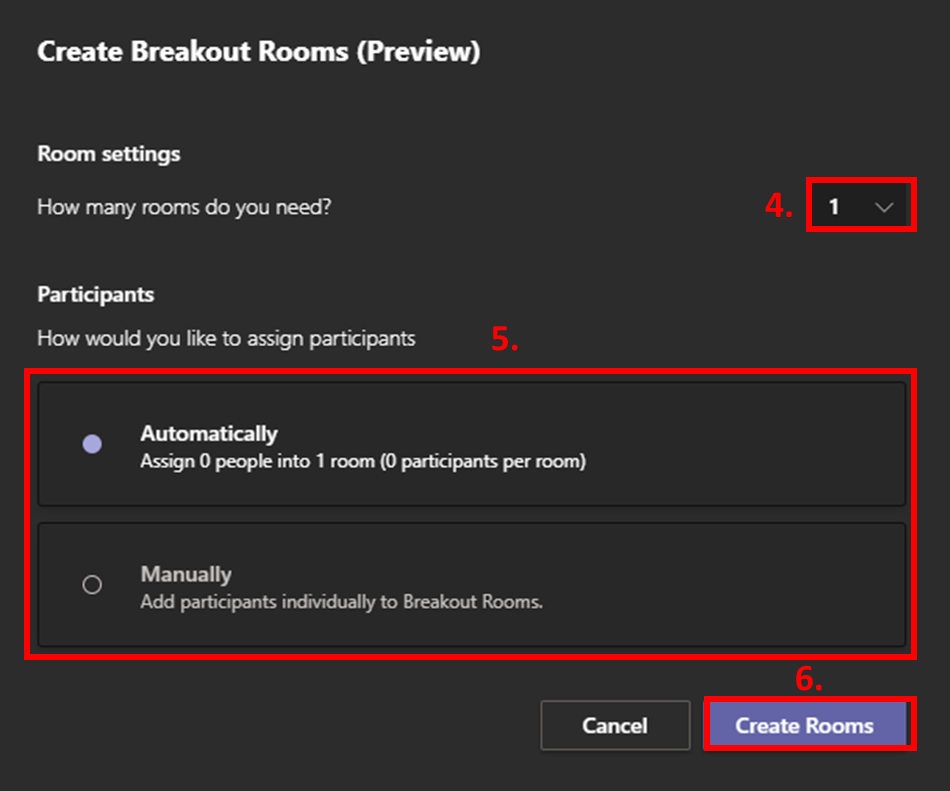 Create Breakout Rooms (Preview)
Room settings
How many rooms do you need?
4.
1
Participants
How would you like to assign participants
5.
Automatically
Assign 0 people into 1 room (0 participants per room)
Manually
Add participants individually to Breakout Rooms.
6.
Cancel
Create Rooms